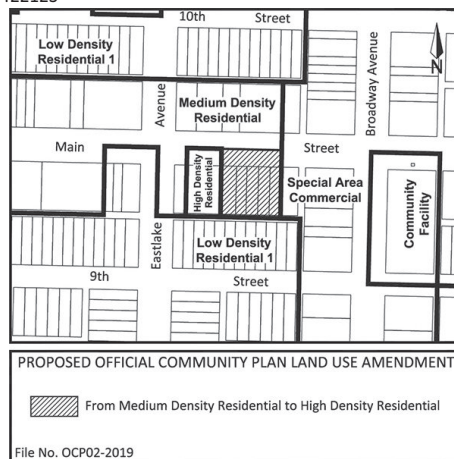 10th Street
Low Density
Residential 1
Avenue
Medium Density
Residential
Broadway Avenue
N
Main
Street
High Density
Residential
Special Area
Commercial
Community
Facility
Low Density
Residential 1
Eastlake
9th
Street
PROPOSED OFFICIAL COMMUNITY PLAN LAND USE AMENDMENT
From Medium Density Residential to High Density Residential
File No. OCP02-2019